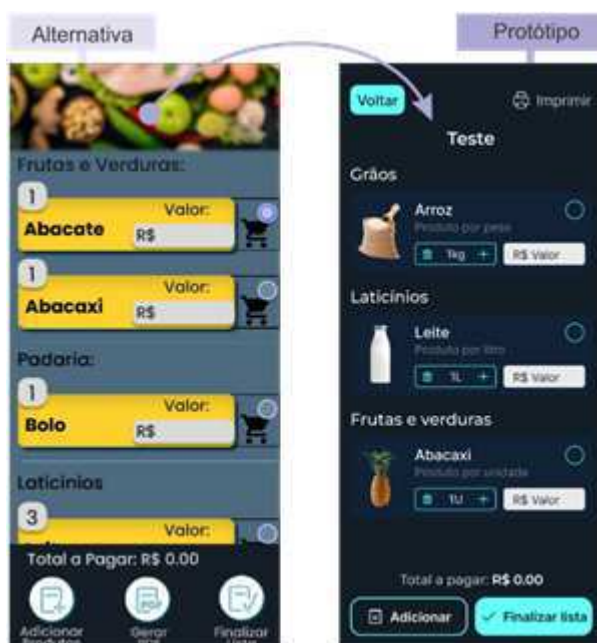 Alternativa
Protótipo
Frutas e Verduras:
1
Valor:
Abacate
R$
1
Valor:
Abacaxi
R$
Padaria:
1
Valor:
Bolo
R$
Laticinios
3
Valor:
Total a Pagar: R$ 0.00
Adicionar
Gerar
Finalizar
Voltar
Imprimir
Teste
Grãos
Arroz
Produto por peso
1kg +
R$ Valor
Laticínios
Leite
Produto por litro
1L +
R$ Valor
Frutas e verduras
Abacaxi
Produto por unidade
1U +
R$ Valor
Total a pagar: R$ 0.00
Adicionar
Finalizar lista